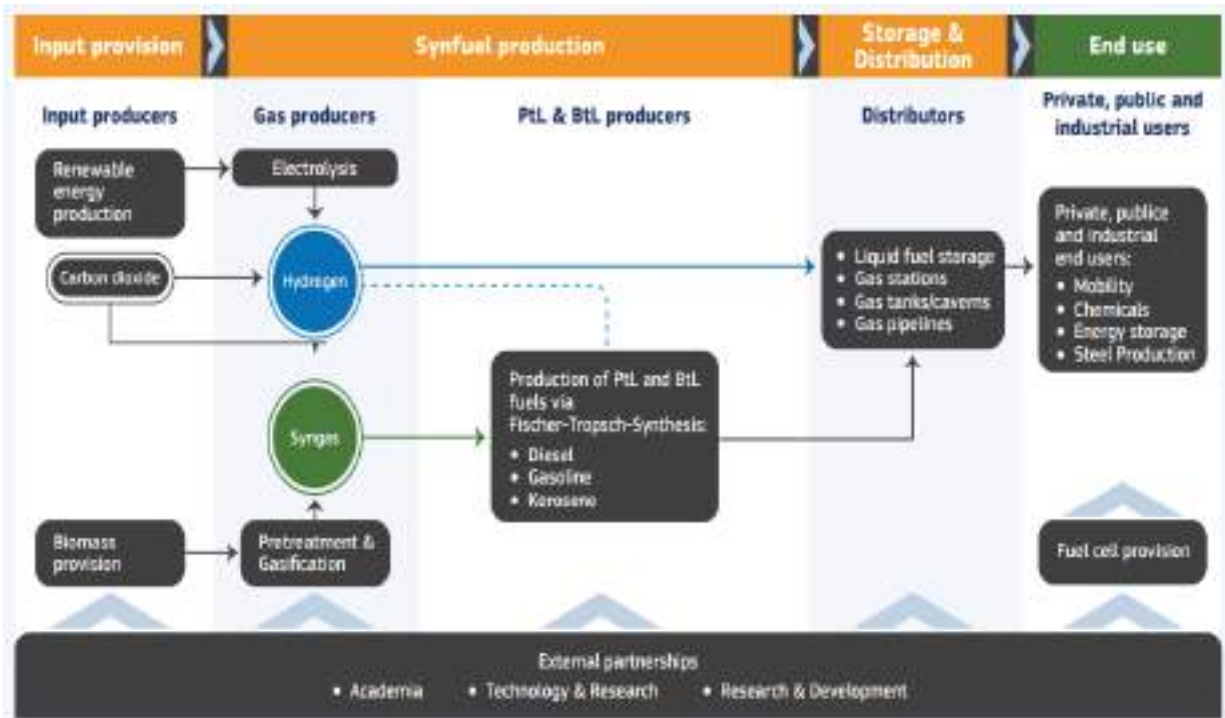 Input provision
Synfuel production
Storage &
Distribution
End use
Input producers
Gas producers
PtL & BtL producers
Distributors
Private, public and
industrial users
Renewable
energy
production
Electrolysis
Carbon dioxide
Hydrogen
• Liquid fuel storage
• Gas stations
• Gas tanks/caverns
• Gas pipelines
Private, publice
and industrial
end users:
• Mobility
• Chemicals
• Energy storage
• Steel Production
Production of PtL and BtL
fuels via
Fischer-Tropsch-Synthesis:
• Diesel
• Gasoline
• Kerosene
Syngas
Biomass
provision
Pretreatment &
Gasification
Fuel cell provision
External partnerships
• Academia • Technology & Research • Research & Development